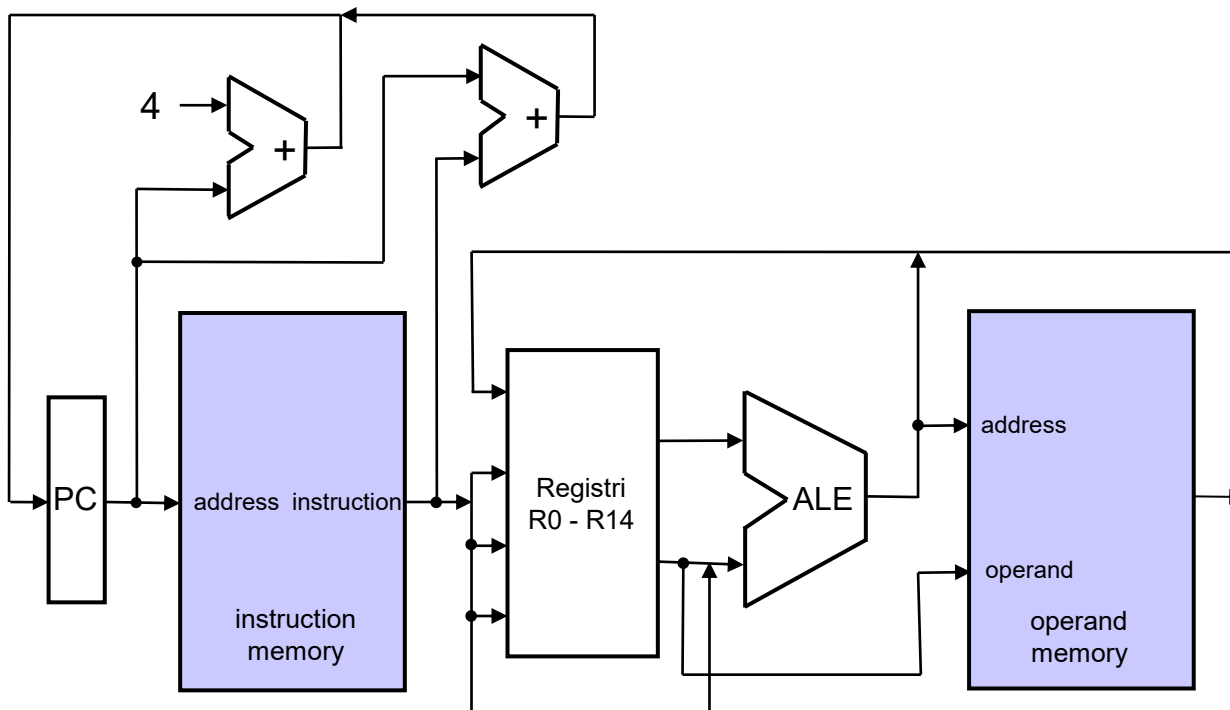 4
+
+
PC
address instruction
instruction
memory
Registri
R0 - R14
ALE
address
operand
operand
memory